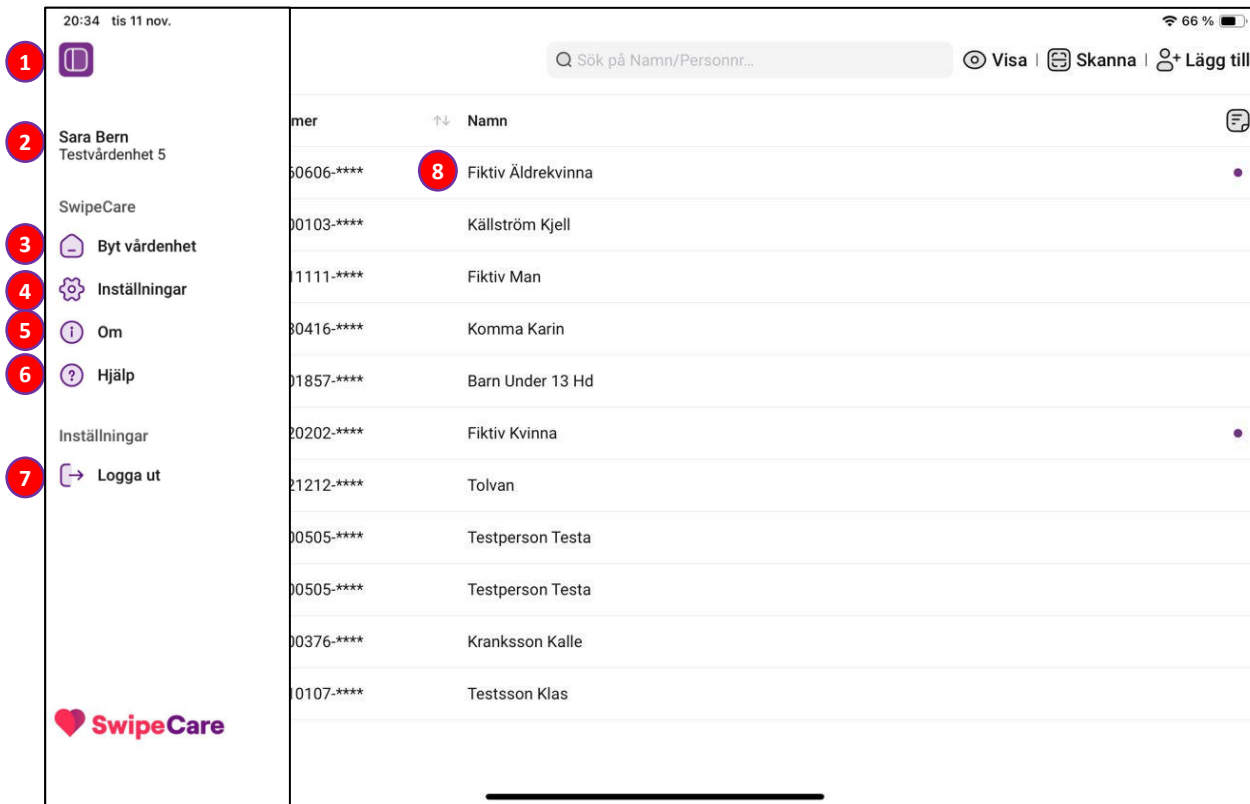 20:34 tis 11 nov.
66 %
1
Sök på Namn/Personnr...
Visa
Skanna
Lägg till
2
Sara Bern
Testvårdenhet 5
mer
Namn
60606-****
8
Fiktiv Äldrekvinna
SwipeCare
00103-****
Källström Kjell
3
Byt vårdenhet
11111-****
Fiktiv Man
4
Inställningar
30416-****
Komma Karin
5
Om
6
Hjälp
01857-****
Barn Under 13 Hd
Inställningar
20202-****
Fiktiv Kvinna
7
Logga ut
21212-****
Tolvan
00505-****
Testperson Testa
00505-****
Testperson Testa
00376-****
Kranksson Kalle
10107-****
Testsson Klas
SwipeCare